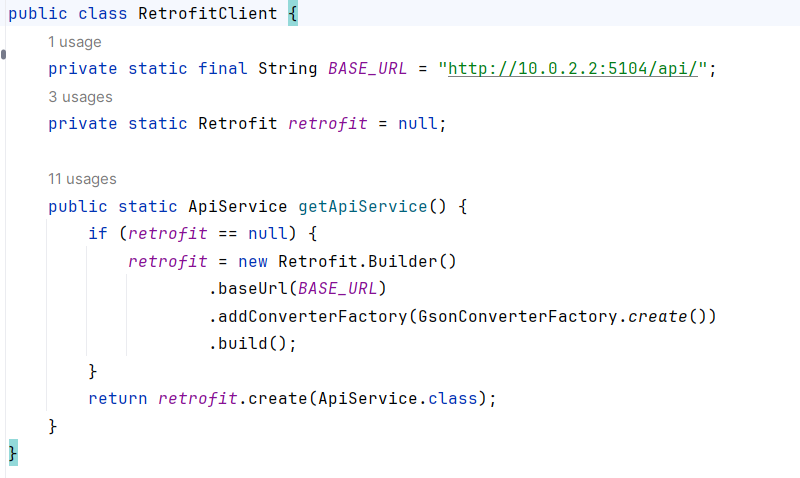 public class RetrofitClient {
1 usage
private static final String BASE_URL = "http://10.0.2.2:5104/api/";
3 usages
private static Retrofit retrofit = null;
11 usages
public static ApiService getApiService() {
if (retrofit == null) {
retrofit = new Retrofit.Builder()
.baseUrl(BASE_URL)
.addConverterFactory(GsonConverterFactory.create())
.build();
}
return retrofit.create(ApiService.class);
}
}